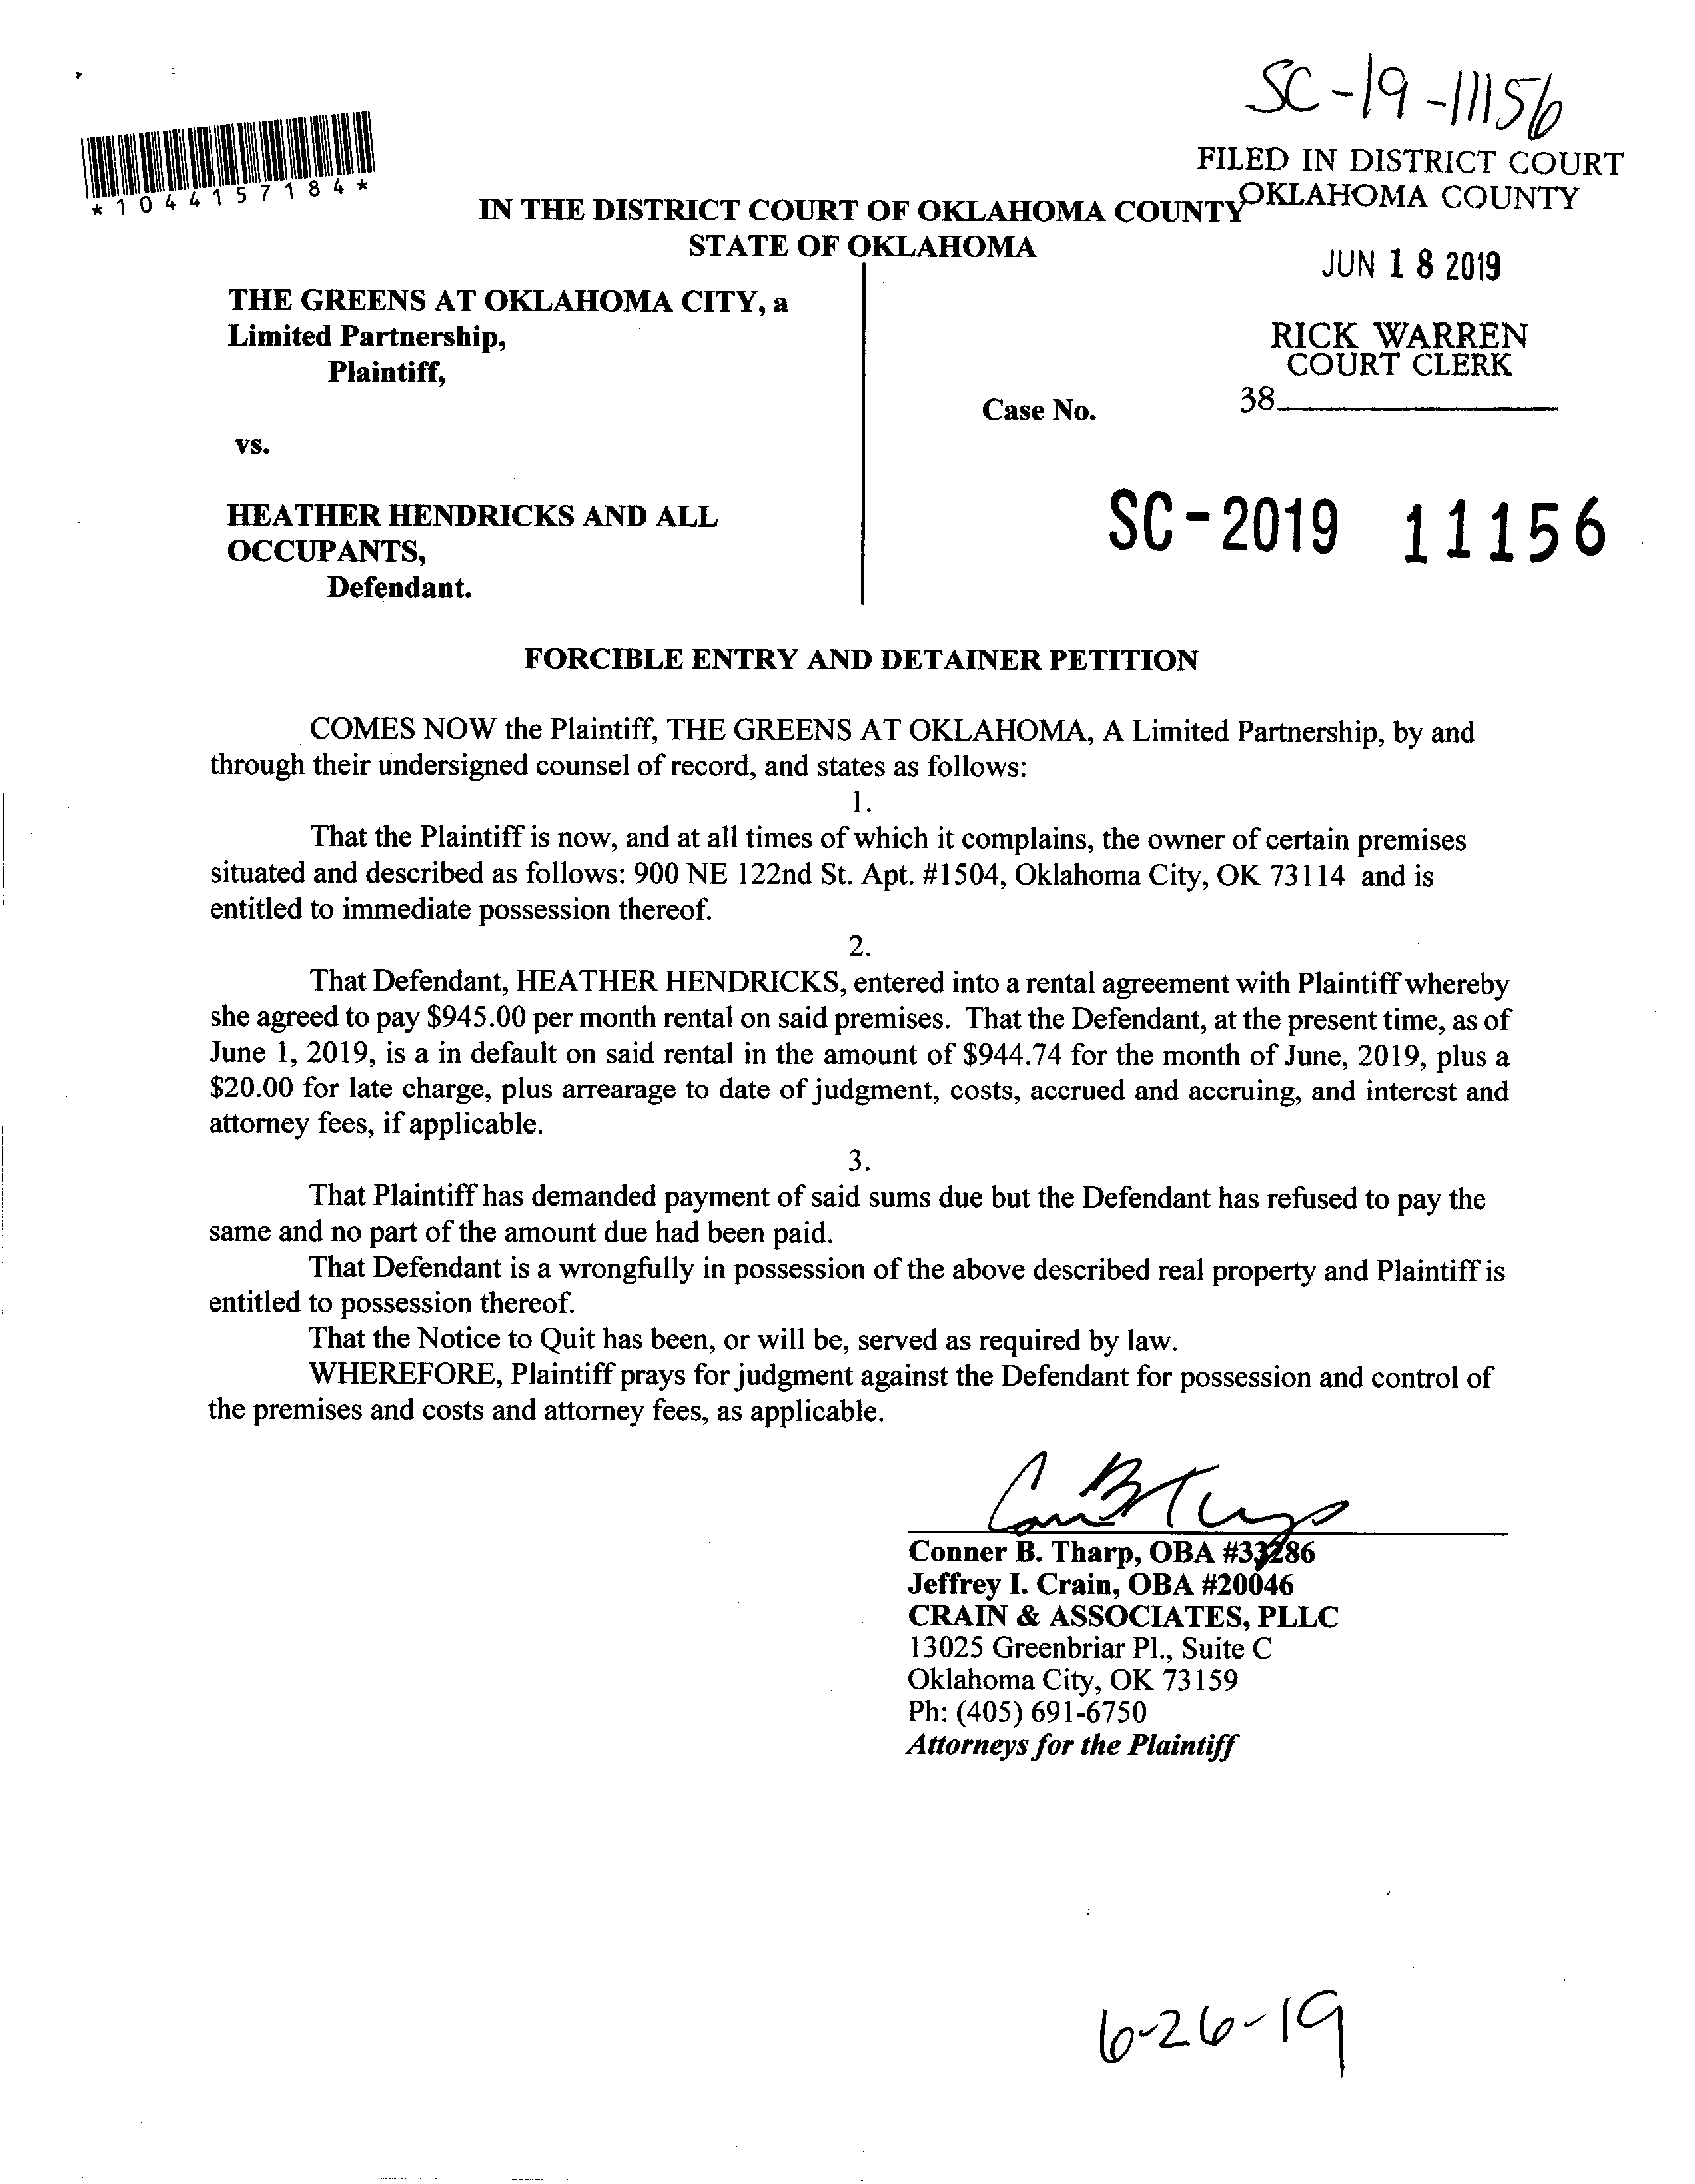 SC-19-11156
FILED IN DISTRICT COURT
OKLAHOMA COUNTY
*1044157184*
IN THE DISTRICT COURT OF OKLAHOMA COUNTY
STATE OF OKLAHOMA
JUN 18 2019
THE GREENS AT OKLAHOMA CITY, a
Limited Partnership,
Plaintiff,
RICK WARREN
COURT CLERK
38
Case No.
vs.
SC-2019 11156
HEATHER HENDRICKS AND ALL
OCCUPANTS,
Defendant.
FORCIBLE ENTRY AND DETAINER PETITION
COMES NOW the Plaintiff, THE GREENS AT OKLAHOMA, A Limited Partnership, by and
through their undersigned counsel of record, and states as follows:
1.
That the Plaintiff is now, and at all times of which it complains, the owner of certain premises
situated and described as follows: 900 NE 122nd St. Apt. #1504, Oklahoma City, OK 73114 and is
entitled to immediate possession thereof.
2.
That Defendant, HEATHER HENDRICKS, entered into a rental agreement with Plaintiff whereby
she agreed to pay $945.00 per month rental on said premises. That the Defendant, at the present time, as of
June 1, 2019, is a in default on said rental in the amount of $944.74 for the month of June, 2019, plus a
$20.00 for late charge, plus arrearage to date of judgment, costs, accrued and accruing, and interest and
attorney fees, if applicable.
3.
That Plaintiff has demanded payment of said sums due but the Defendant has refused to pay the
same and no part of the amount due had been paid.
That Defendant is a wrongfully in possession of the above described real property and Plaintiff is
entitled to possession thereof.
That the Notice to Quit has been, or will be, served as required by law.
WHEREFORE, Plaintiff prays for judgment against the Defendant for possession and control of
the premises and costs and attorney fees, as applicable.
Conner B. Tharp, OBA
Jeffrey I. Crain, OBA #20046
CRAIN & ASSOCIATES, PLLC
13025 Greenbriar Pl., Suite C
Oklahoma City, OK 73159
Ph: (405) 691-6750
Attorneys for the Plaintiff
6-26-19